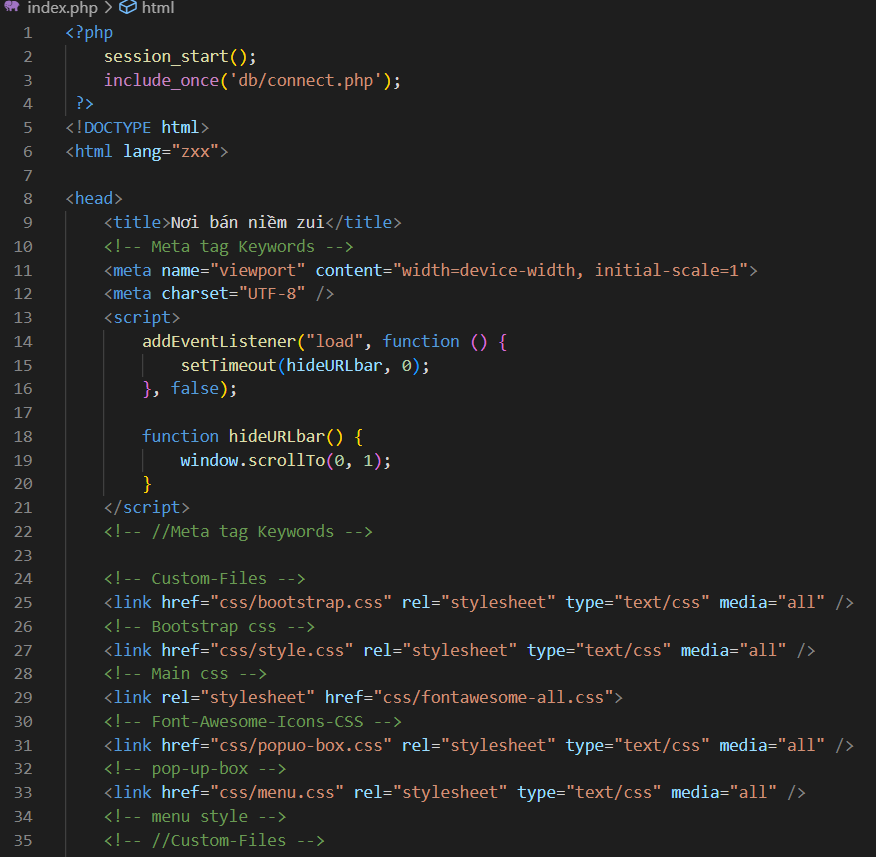 index.php > html
1 <?php
2 session_start();
3 include_once('db/connect.php');
4 ?>
5 <!DOCTYPE html>
6 <html lang="zxx">
7
8 <head>
9 <title>Nơi bán niềm zui</title>
10 <!-- Meta tag Keywords -->
11 <meta name="viewport" content="width=device-width, initial-scale=1">
12 <meta charset="UTF-8" />
13 <script>
14 addEventListener("load", function () {
15 setTimeout(hideURLbar, 0);
16 }, false);
17
18 function hideURLbar() {
19 window.scrollTo(0, 1);
20 }
21 </script>
22 <!-- //Meta tag Keywords -->
23
24 <!-- Custom-Files -->
25 <link href="css/bootstrap.css" rel="stylesheet" type="text/css" media="all" />
26 <!-- Bootstrap css -->
27 <link href="css/style.css" rel="stylesheet" type="text/css" media="all" />
28 <!-- Main css -->
29 <link rel="stylesheet" href="css/fontawesome-all.css">
30 <!-- Font-Awesome-Icons-CSS -->
31 <link href="css/popuo-box.css" rel="stylesheet" type="text/css" media="all" />
32 <!-- pop-up-box -->
33 <link href="css/menu.css" rel="stylesheet" type="text/css" media="all" />
34 <!-- menu style -->
35 <!-- //Custom-Files -->